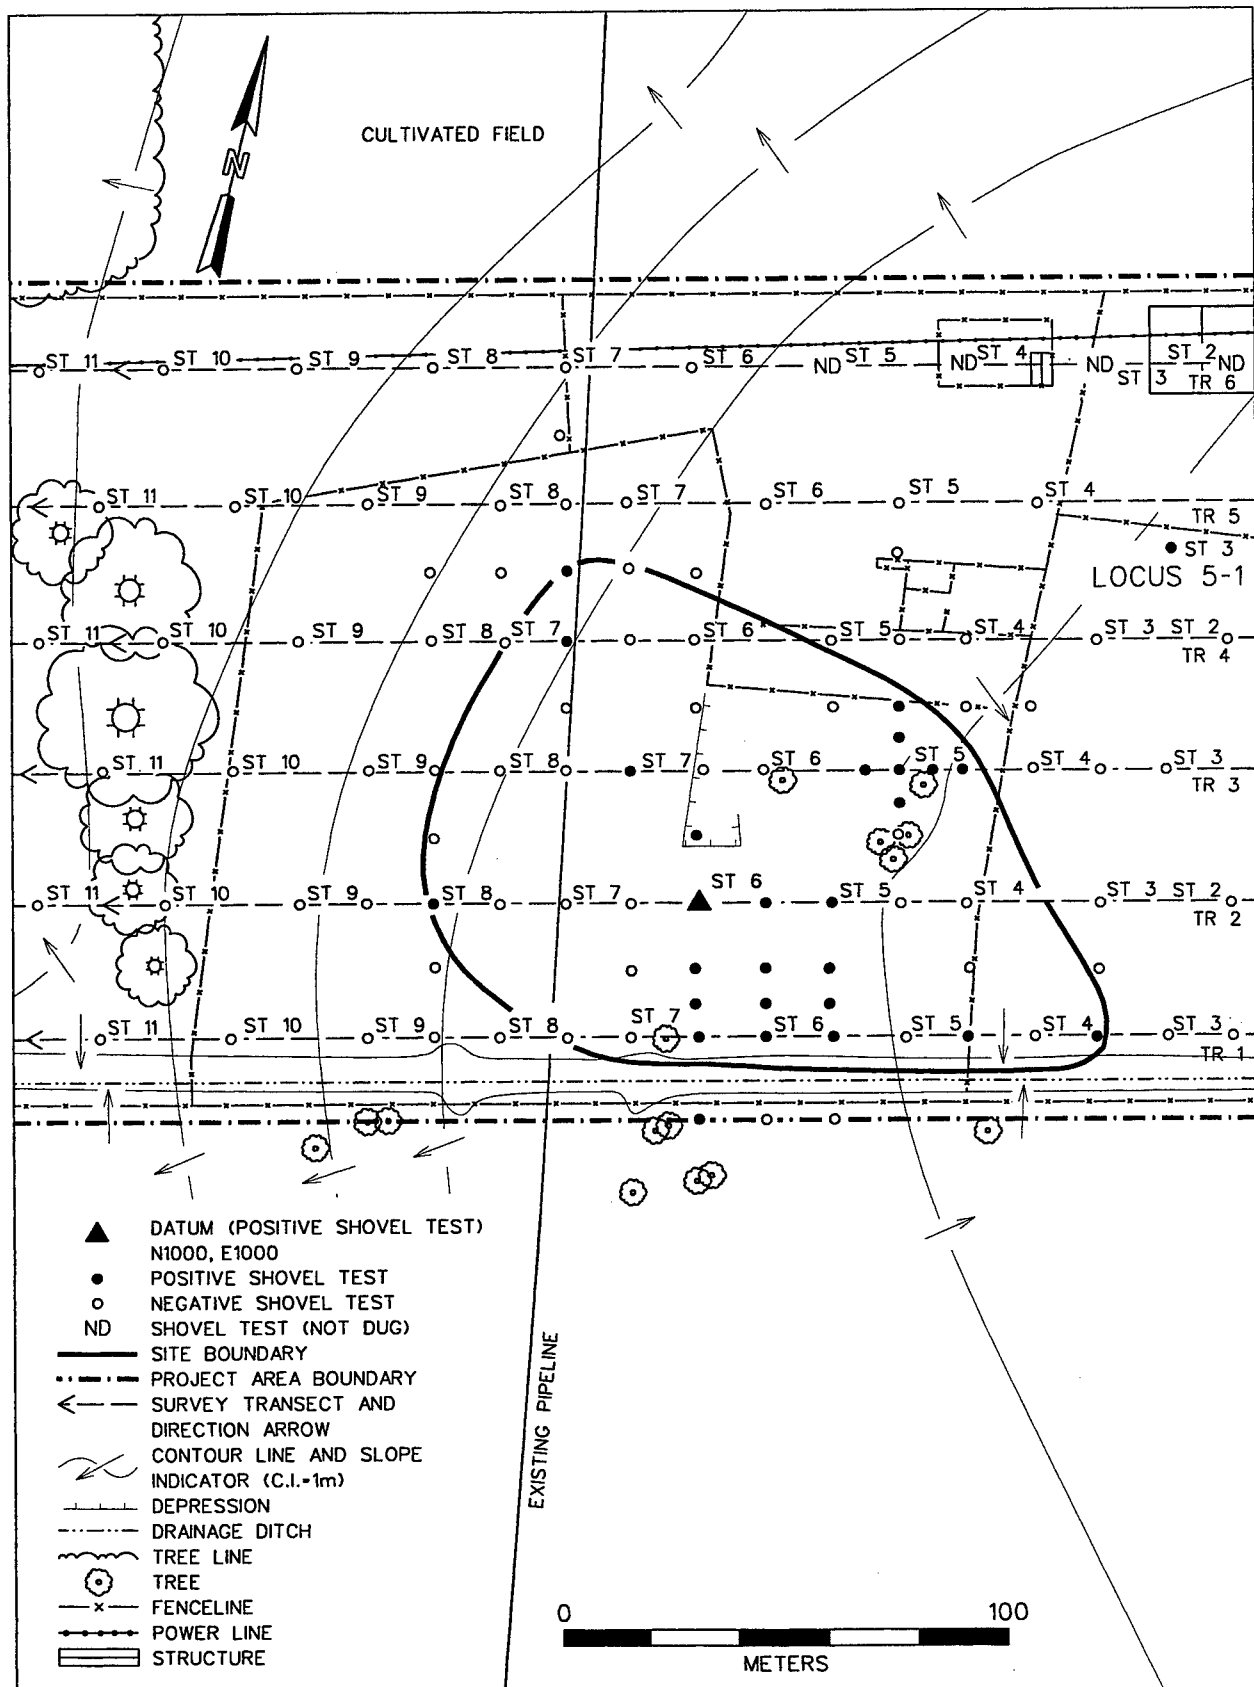 CULTIVATED FIELD
N
ST 11 ST 10 ST 9 ST 8 ST 7 ST 6 ND ST 5 ND ST 4 ND ST 3 ST 2 ND
TR 6
ST 11 ST 10 ST 9 ST 8 ST 7 ST 6 ST 5 ST 4
TR 5
ST 3
LOCUS 5-1
ST 11 ST 10 ST 9 ST 8 ST 7 ST 6 ST 5 ST 4 ST 3 ST 2
TR 4
ST 11 ST 10 ST 9 ST 8 ST 7 ST 6 ST 5 ST 4 ST 3
TR 3
ST 11 ST 10 ST 9 ST 8 ST 7 ST 6 ST 5 ST 4 ST 3 ST 2
TR 2
ST 11 ST 10 ST 9 ST 8 ST 7 ST 6 ST 5 ST 4 ST 3
TR 1
DATUM (POSITIVE SHOVEL TEST)
N1000, E1000
POSITIVE SHOVEL TEST
NEGATIVE SHOVEL TEST
ND SHOVEL TEST (NOT DUG)
SITE BOUNDARY
PROJECT AREA BOUNDARY
SURVEY TRANSECT AND
DIRECTION ARROW
CONTOUR LINE AND SLOPE
INDICATOR (C.I.=1m)
DEPRESSION
DRAINAGE DITCH
TREE LINE
TREE
FENCELINE
POWER LINE
STRUCTURE
EXISTING PIPELINE
0 100
METERS